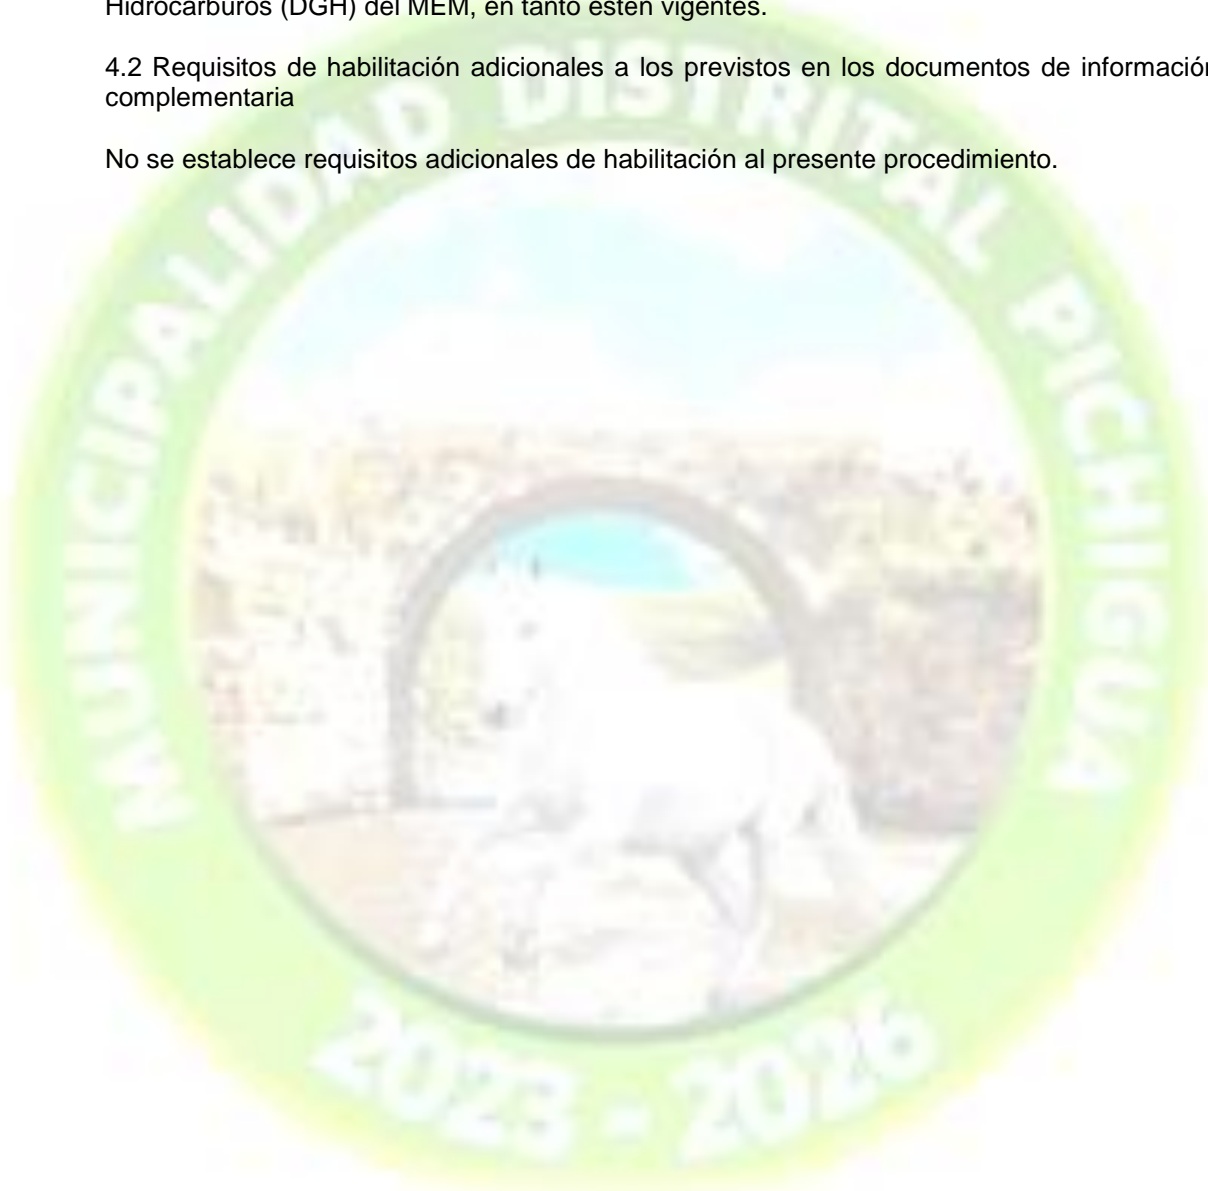 Hidrocarburos (DGH) del MEM, en tanto estén vigentes.
4.2 Requisitos de habilitación adicionales a los previstos en los documentos de información
complementaria
No se establece requisitos adicionales de habilitación al presente procedimiento.
MUNICIPALIDAD DISTRITAL PICHIGUA
2023 - 2026